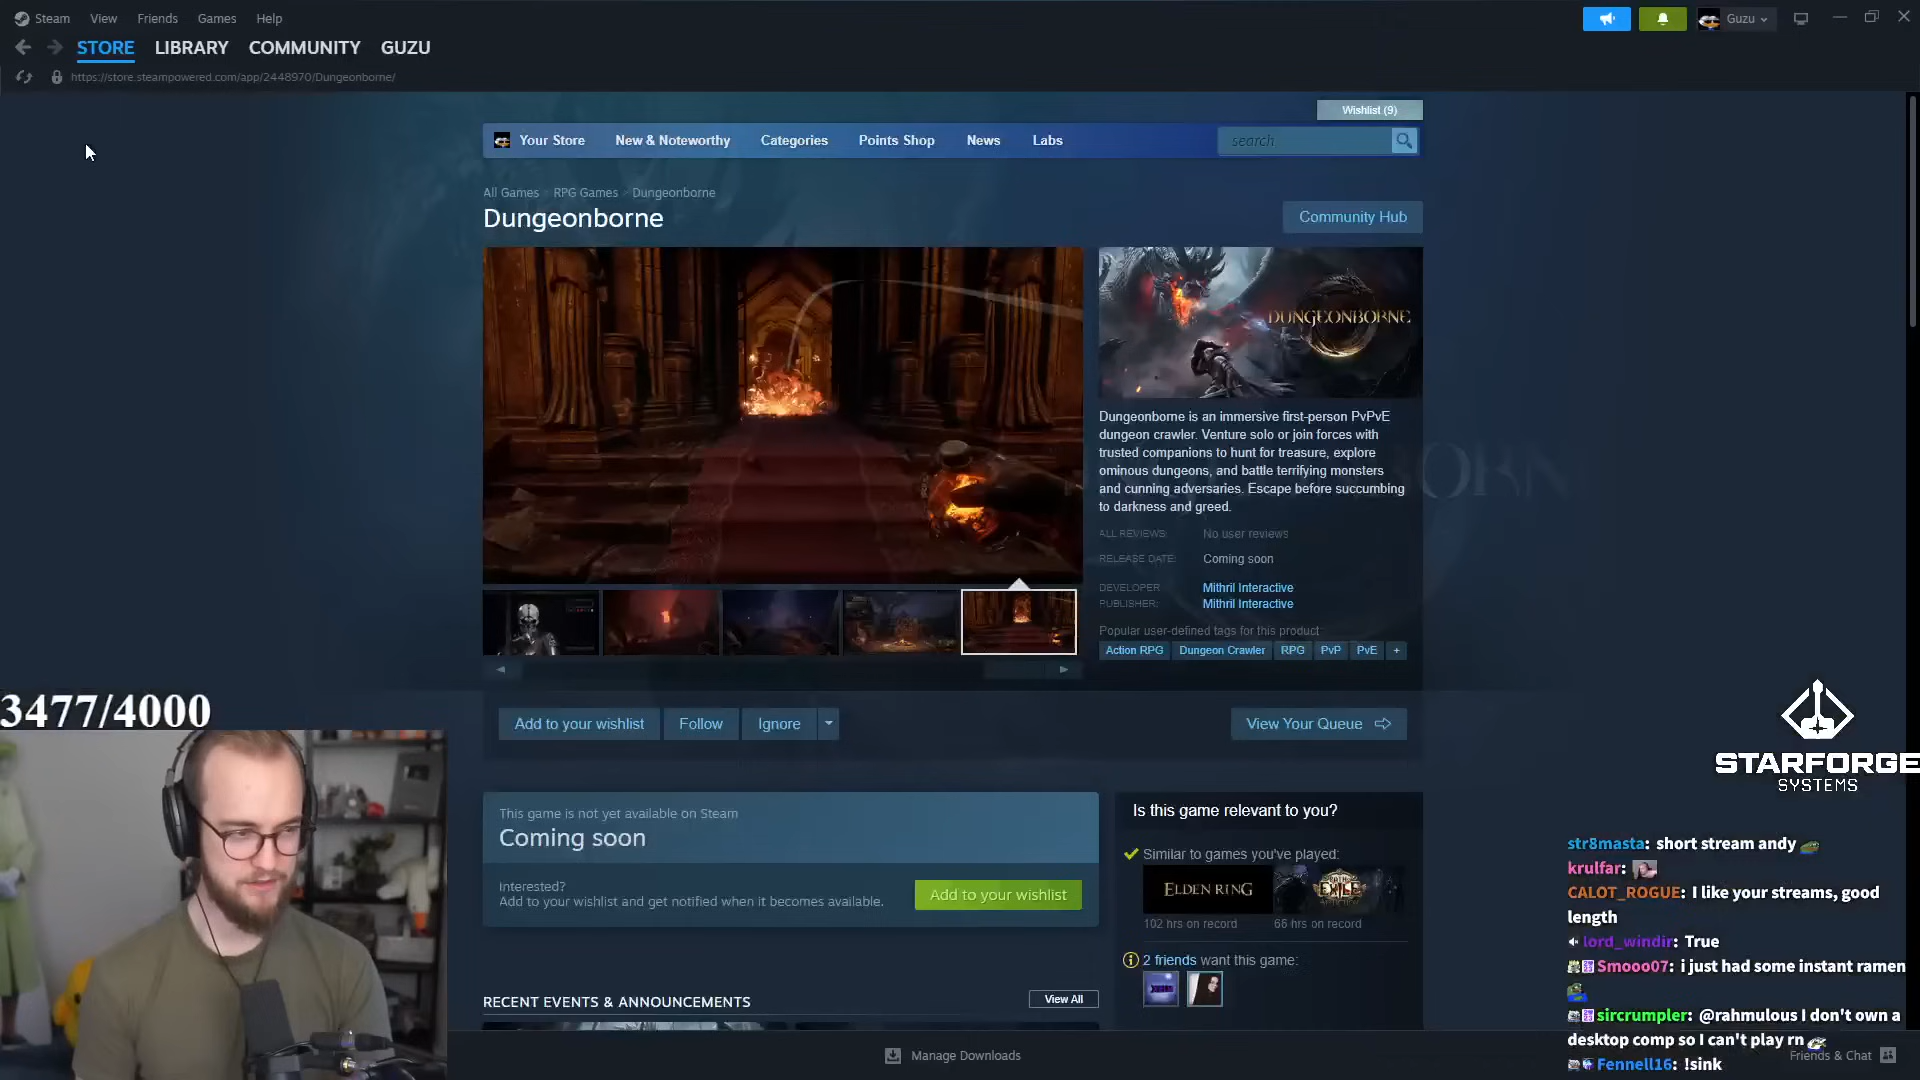 Steam View Friends Games Help
Guzu
STORE LIBRARY COMMUNITY GUZU
https://store.steampowered.com/app/2448970/Dungeonborne/
Wishlist (9)
Your Store New & Noteworthy Categories Points Shop News Labs
search
All Games RPG Games Dungeonborne
Dungeonborne
Community Hub
DUNGEONBORNE
Dungeonborne is an immersive first-person PvPvE
dungeon crawler. Venture solo or join forces with
trusted companions to hunt for treasure, explore
ominous dungeons, and battle terrifying monsters
and cunning adversaries. Escape before succumbing
to darkness and greed.
ALL REVIEWS: No user reviews
RELEASE DATE: Coming soon
DEVELOPER Mithril Interactive
PUBLISHER: Mithril Interactive
Popular user-defined tags for this product
Action RPG Dungeon Crawler RPG PvP PvE +
Add to your wishlist Follow Ignore
View Your Queue
This game is not yet available on Steam
Coming soon
Interested?
Add to your wishlist and get notified when it becomes available.
Add to your wishlist
RECENT EVENTS & ANNOUNCEMENTS
View All
Is this game relevant to you?
Similar to games you've played:
ELDEN RING
102 hrs on record 66 hrs on record
2 friends want this game:
Manage Downloads
Friends & Chat
3477/4000
STARFORGE
SYSTEMS
str8masta: short stream andy
krulfar:
CALOT_ROGUE: I like your streams, good
length
lord_windir: True
Smooo07: i just had some instant ramen
sircrumpler: @rahmulous I don't own a
desktop comp so I can't play rn
Fennell16: !sink